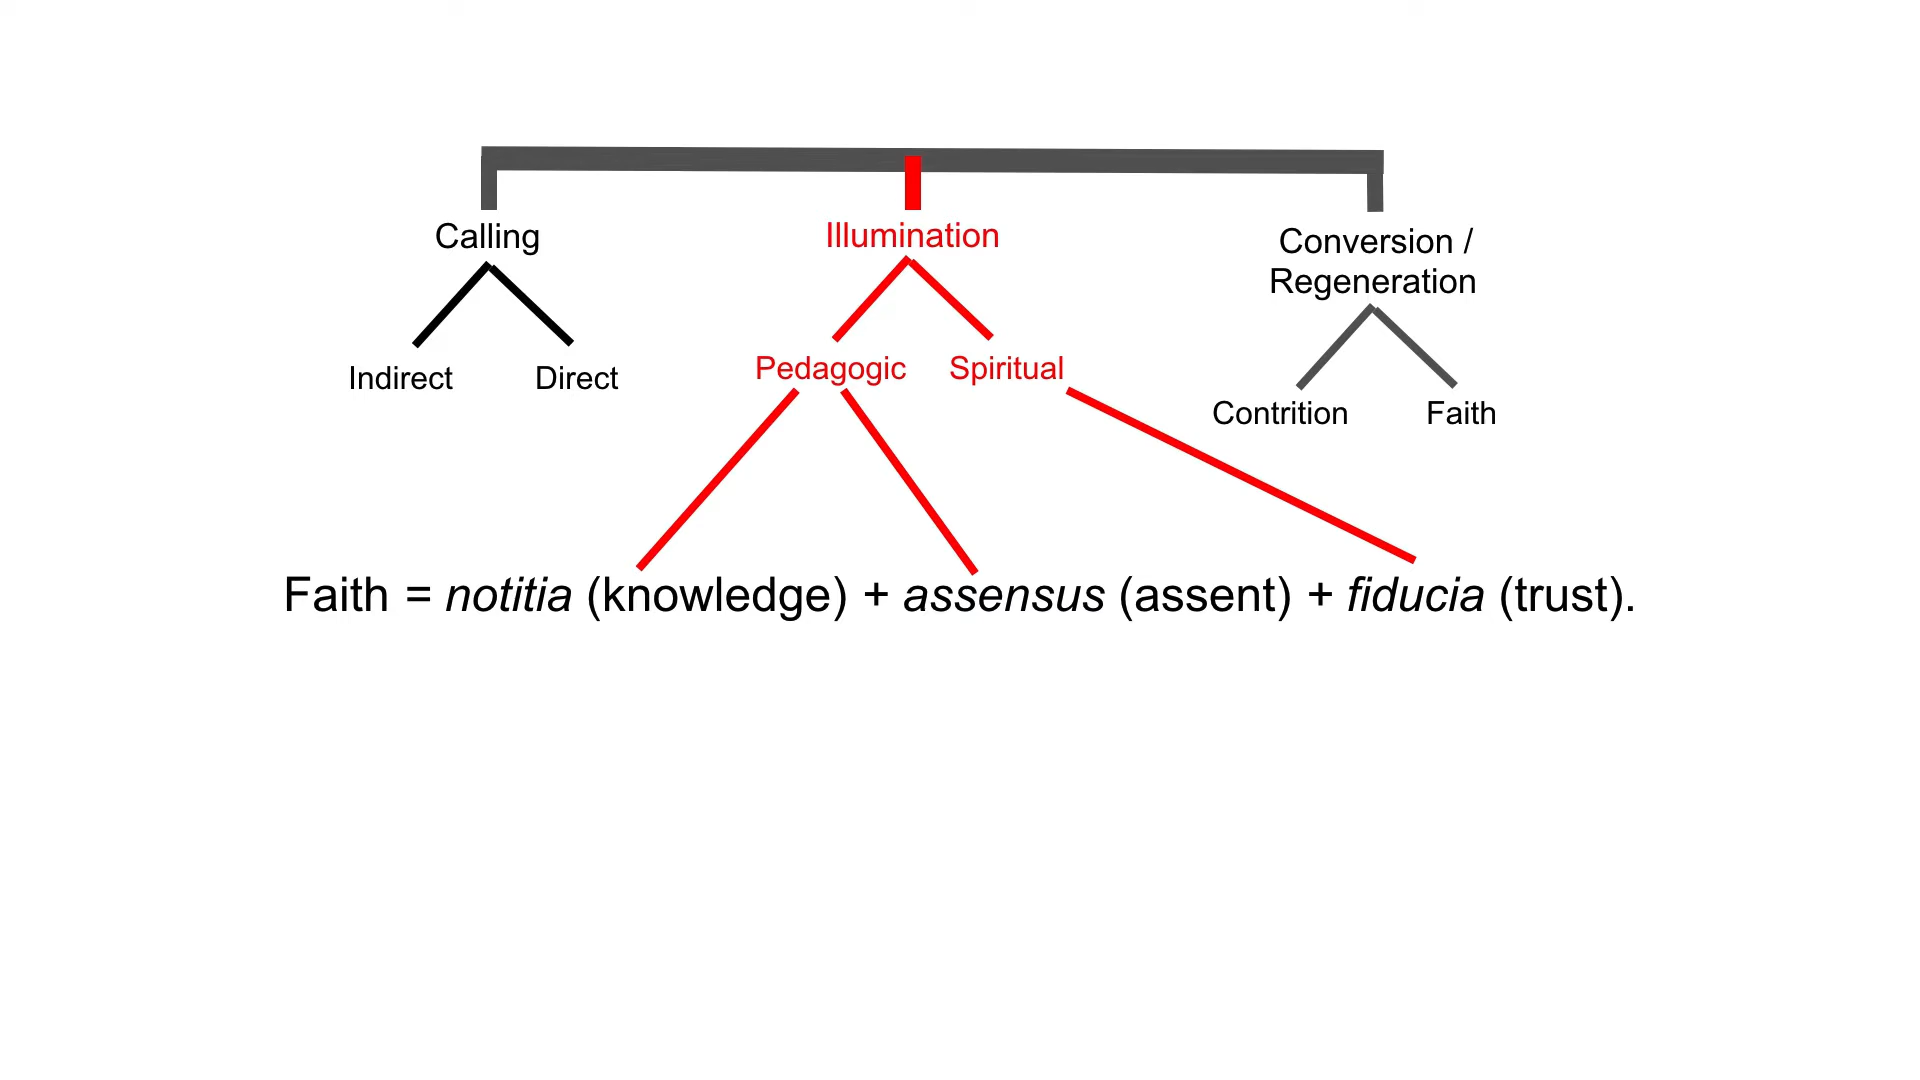 Calling
Illumination
Conversion /
Regeneration
Indirect
Direct
Pedagogic
Spiritual
Contrition
Faith
Faith = notitia (knowledge) + assensus (assent) + fiducia (trust).